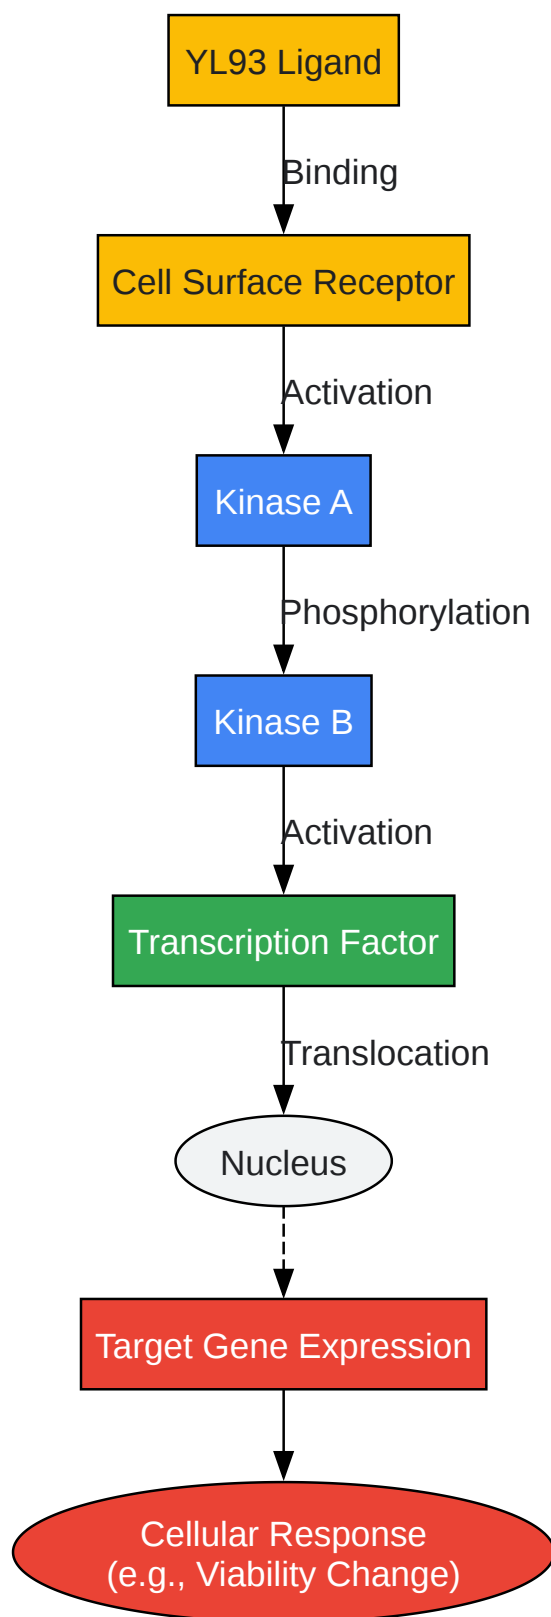 YL93 Ligand
Binding
Cell Surface Receptor
Activation
Kinase A
Phosphorylation
Kinase B
Activation
Transcription Factor
Translocation
Nucleus
Target Gene Expression
Cellular Response
(e.g., Viability Change)